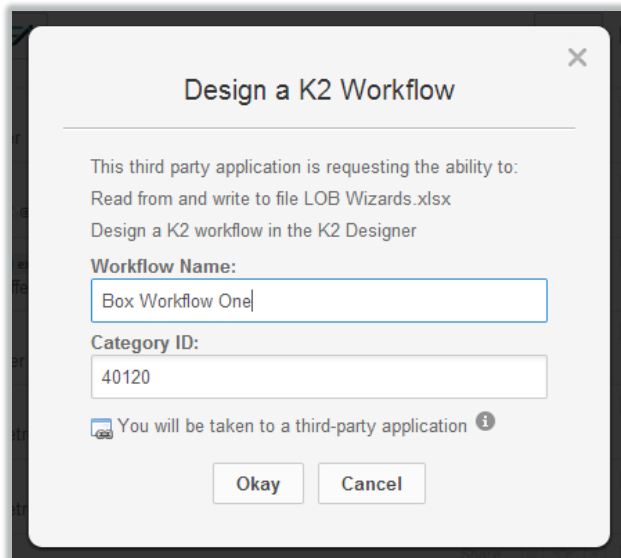 Design a K2 Workflow
This third party application is requesting the ability to:
Read from and write to file LOB Wizards.xlsx
Design a K2 workflow in the K2 Designer
Workflow Name:
Box Workflow One
Category ID:
40120
You will be taken to a third-party application
Okay Cancel